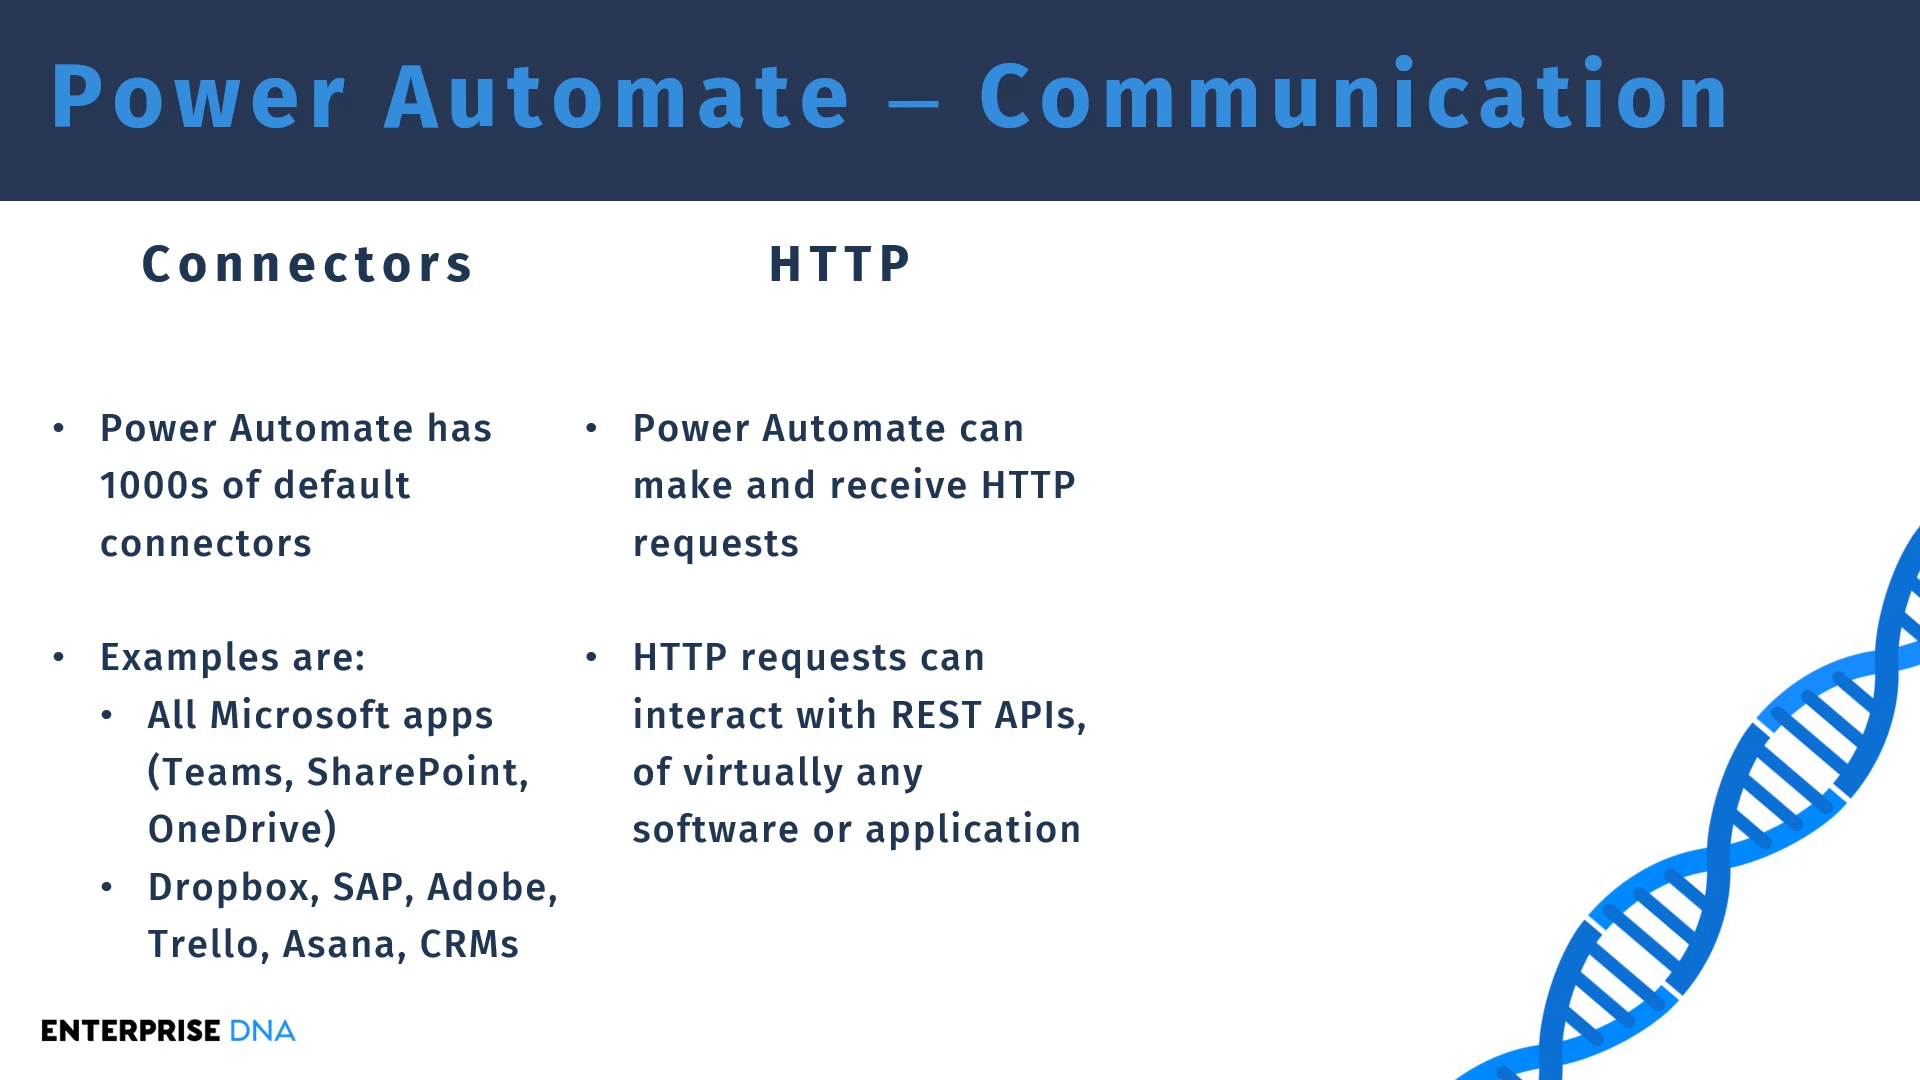 Power Automate – Communication
Connectors
• Power Automate has
1000s of default
connectors
• Examples are:
• All Microsoft apps
(Teams, SharePoint,
OneDrive)
• Dropbox, SAP, Adobe,
Trello, Asana, CRMs
HTTP
• Power Automate can
make and receive HTTP
requests
• HTTP requests can
interact with REST APIs,
of virtually any
software or application
ENTERPRISE DNA